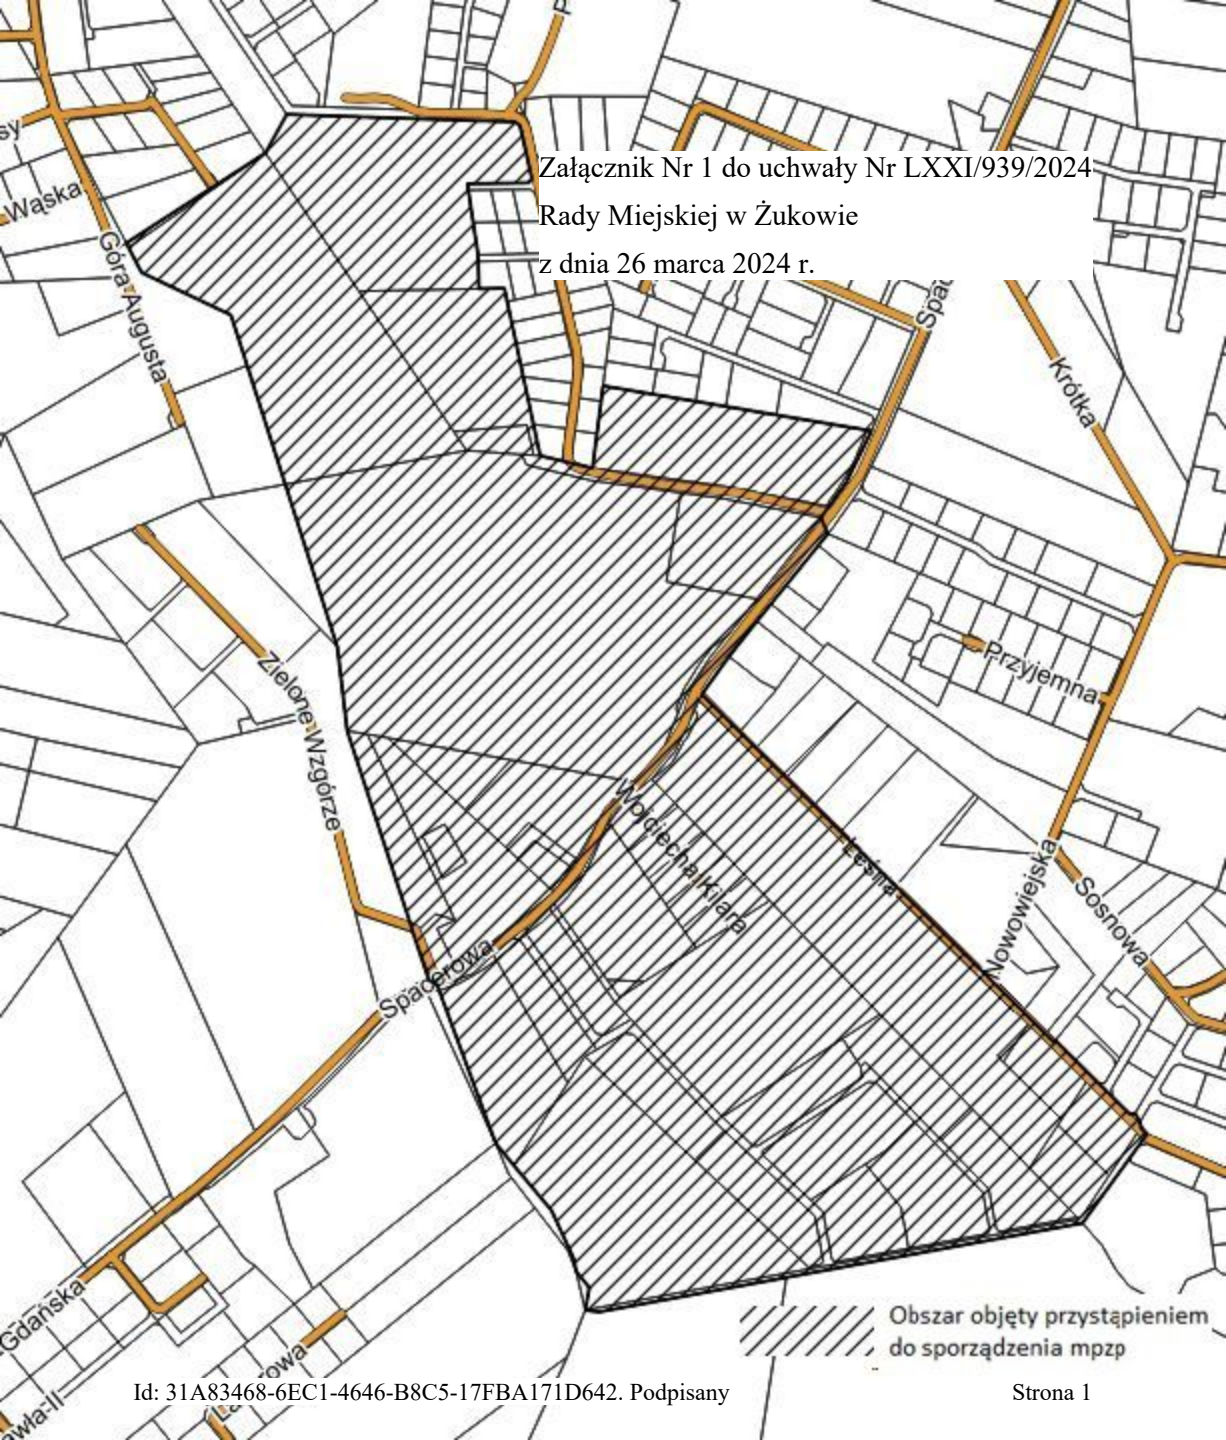 Załącznik Nr 1 do uchwały Nr LXXI/939/2024
Rady Miejskiej w Żukowie
z dnia 26 marca 2024 r.
Wąska
Góra Augusta
Krótka
Przyjemna
Zielone Wzgórze
Wojciecha Kilara
Leśna
Nowowiejska
Sosnowa
Spacerowa
Gdańska
Obszar objęty przystąpieniem
do sporządzenia mpzp
Id: 31A83468-6EC1-4646-B8C5-17FBA171D642. Podpisany
Strona 1